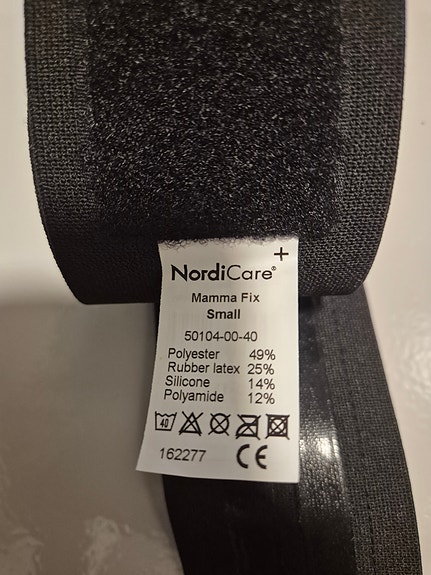 +
NordiCare®
Mamma Fix
Small
50104-00-40
Polyester 49%
Rubber latex 25%
Silicone 14%
Polyamide 12%
40
162277 CE